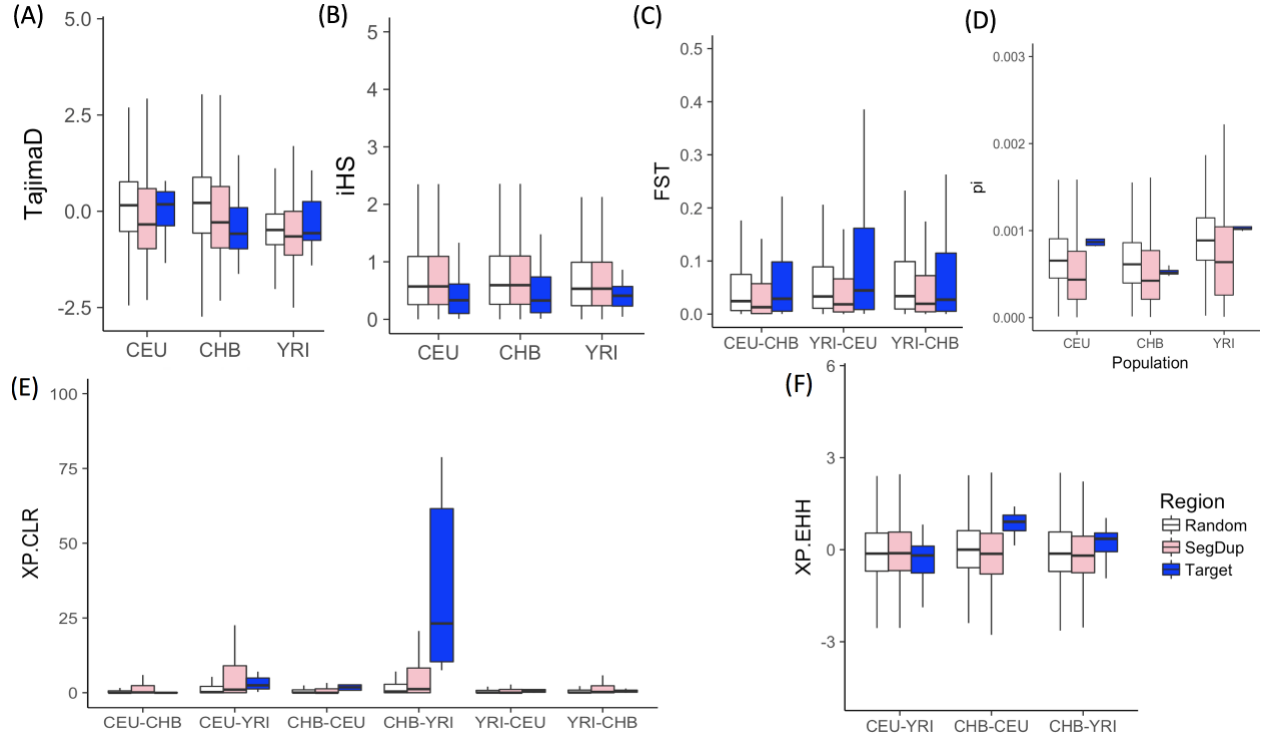 (A)
TajimaD
5.0
2.5
0.0
-2.5
CEU CHB YRI
(B)
iHS
5
4
3
2
1
0
CEU CHB YRI
(C)
FST
0.5
0.4
0.3
0.2
0.1
0.0
CEU-CHB YRI-CEU YRI-CHB
(D)
pi
0.003
0.002
0.001
0.000
CEU CHB YRI
Population
(E)
XP.CLR
100
75
50
25
0
CEU-CHB CEU-YRI CHB-CEU CHB-YRI YRI-CEU YRI-CHB
(F)
XP.EHH
6
3
0
-3
CEU-YRI CHB-CEU CHB-YRI
Region
Random
SegDup
Target